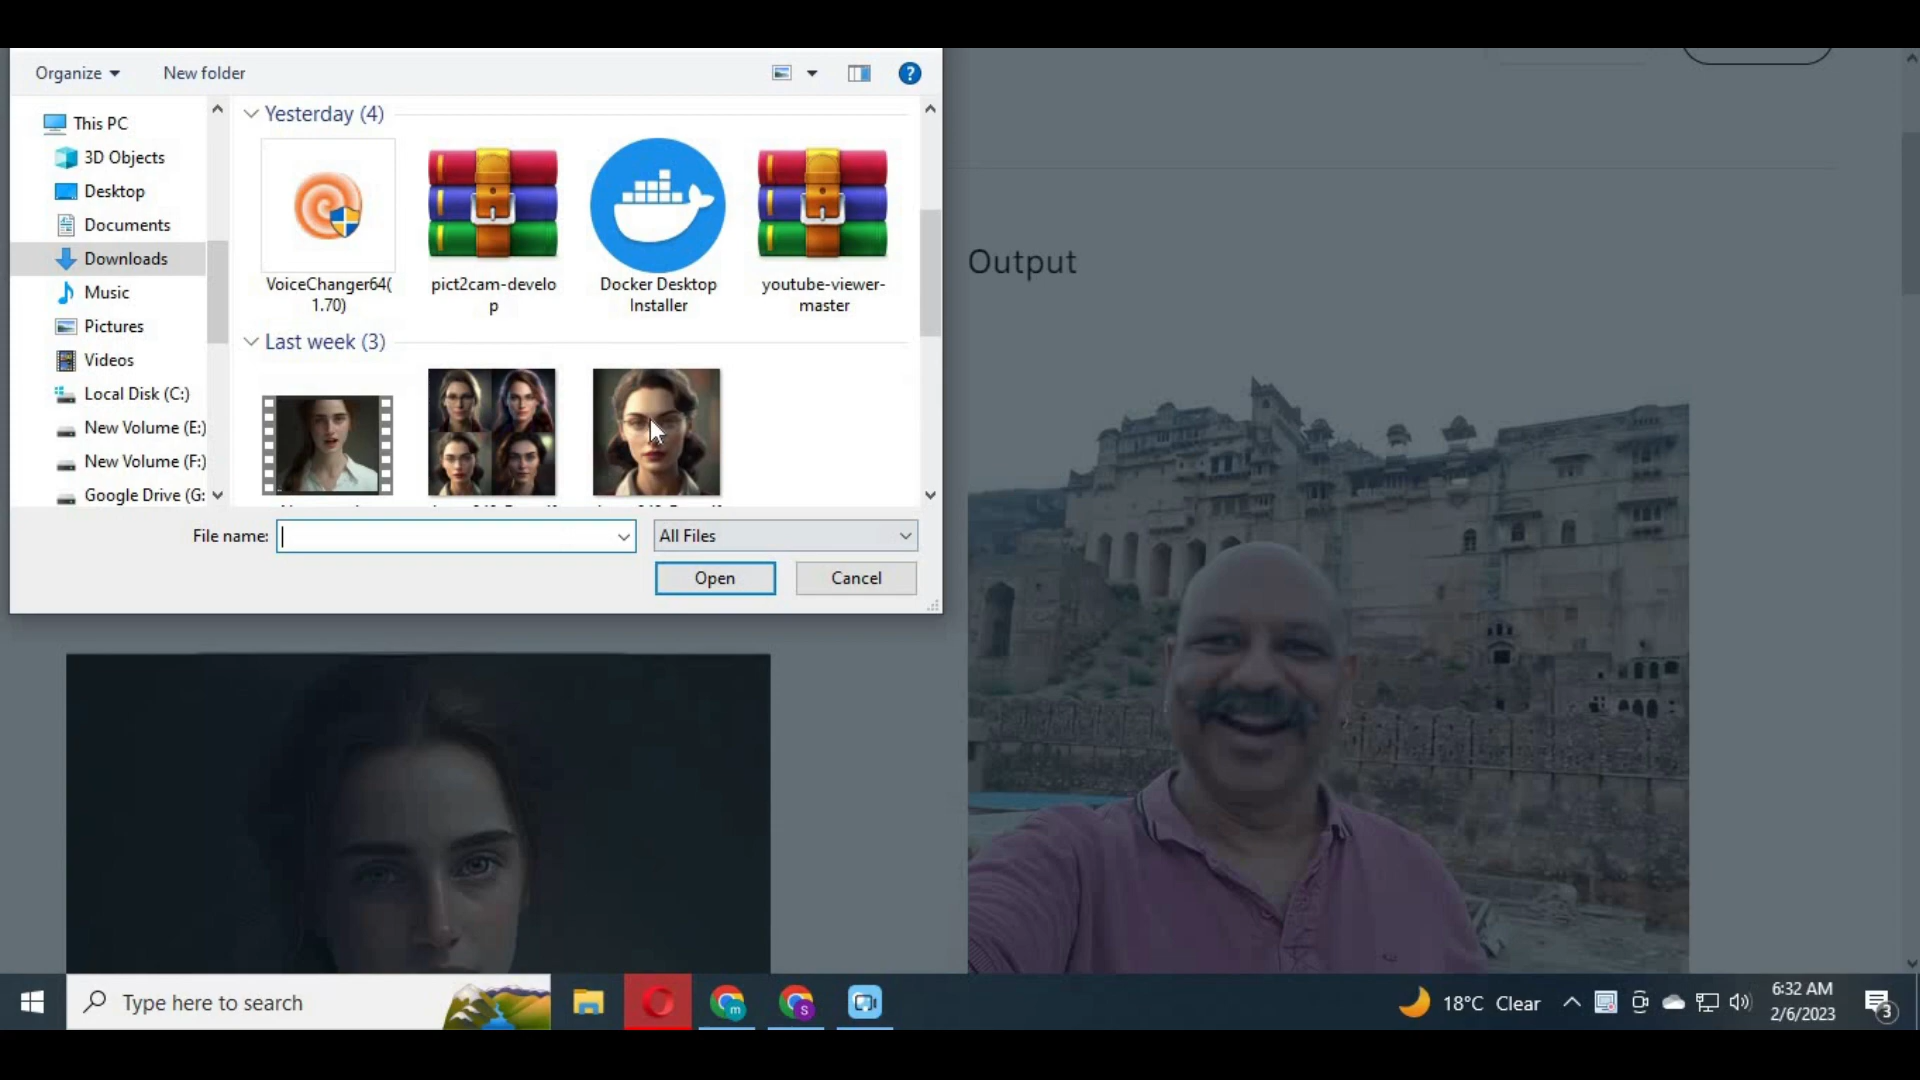 Organize
New folder
This PC
3D Objects
Desktop
Documents
Downloads
Music
Pictures
Videos
Local Disk (C:)
New Volume (E:)
New Volume (F:)
Google Drive (G:
Yesterday (4)
VoiceChanger64(
1.70)
pict2cam-develo
p
Docker Desktop
Installer
youtube-viewer-
master
Last week (3)
File name:
All Files
Open
Cancel
Output
Type here to search
m
s
18°C Clear
6:32 AM
2/6/2023
3